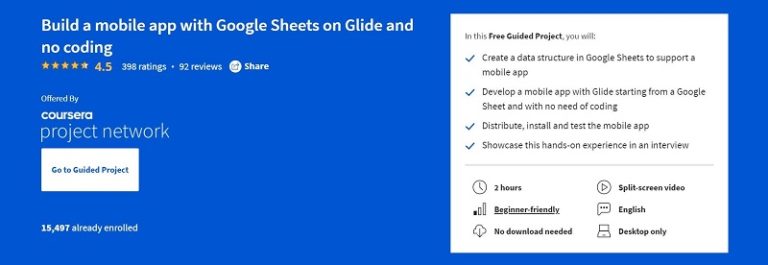 Build a mobile app with Google Sheets on Glide and
no coding
4.5 398 ratings • 92 reviews Share
Offered By
coursera
project network
Go to Guided Project
15,497 already enrolled
In this Free Guided Project, you will:
Create a data structure in Google Sheets to support a
mobile app
Develop a mobile app with Glide starting from a Google
Sheet and with no need of coding
Distribute, install and test the mobile app
Showcase this hands-on experience in an interview
2 hours
Split-screen video
Beginner-friendly
English
No download needed
Desktop only